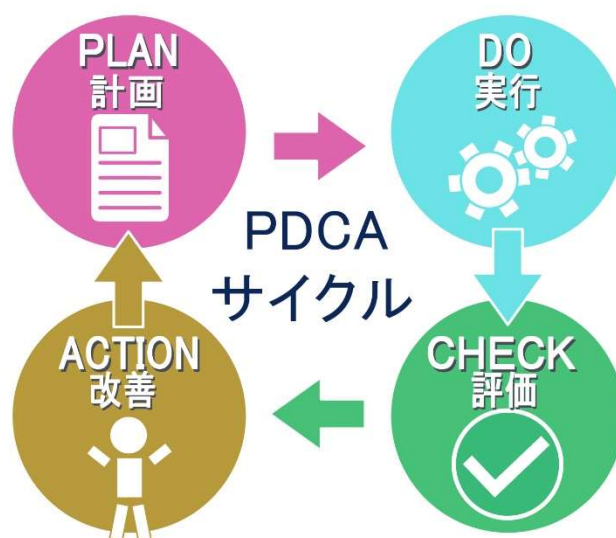 PLAN
計画
DO
実行
PDCA
サイクル
ACTION
改善
CHECK
評価